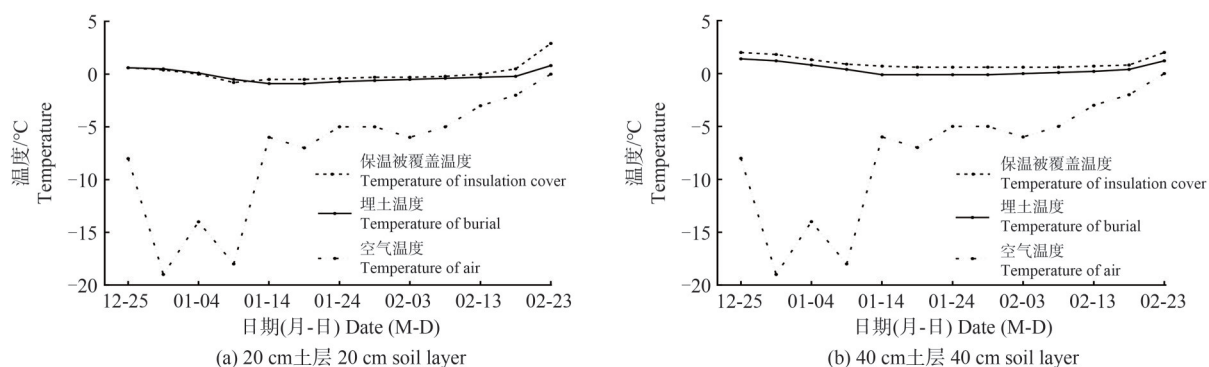 5
0
−5
−10
−15
−20
温度/°C
Temperature
保温被覆盖温度
Temperature of insulation cover
埋土温度
Temperature of burial
空气温度
Temperature of air
12-25 01-04 01-14 01-24 02-03 02-13 02-23
日期(月-日) Date (M-D)
(a) 20 cm土层 20 cm soil layer
5
0
−5
−10
−15
−20
温度/°C
Temperature
保温被覆盖温度
Temperature of insulation cover
埋土温度
Temperature of burial
空气温度
Temperature of air
12-25 01-04 01-14 01-24 02-03 02-13 02-23
日期(月-日) Date (M-D)
(b) 40 cm土层 40 cm soil layer